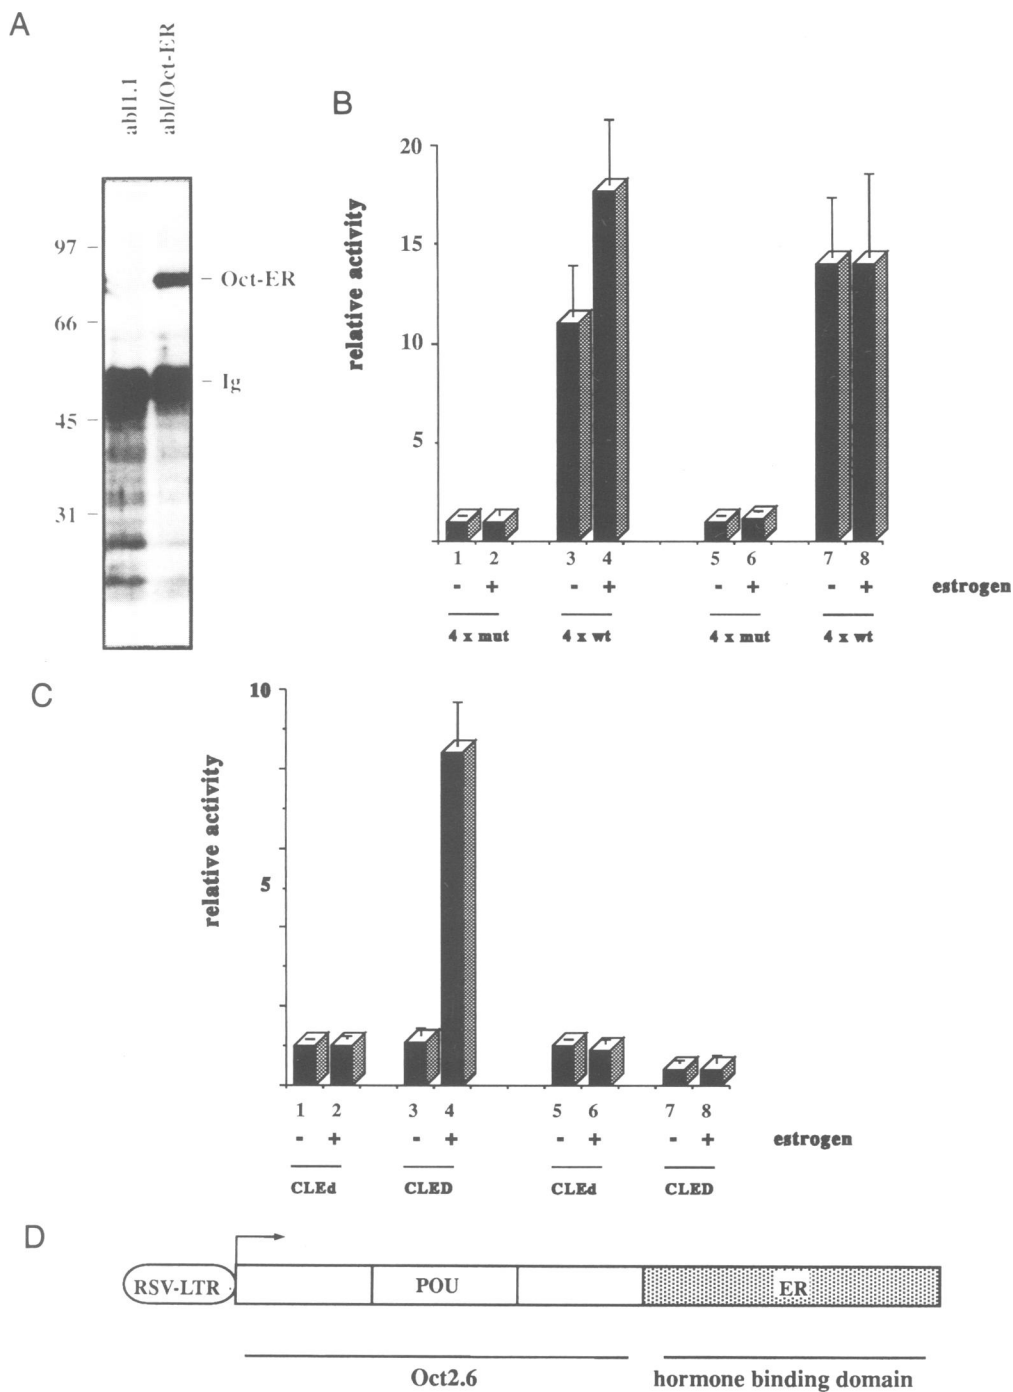 A
abl1.1
abl/Oct-ER
97
66
45
31
Oct-ER
Ig
B
relative activity
20
15
10
5
1 2 3 4 5 6 7 8
- + - + - + - + estrogen
4 x mut 4 x wt 4 x mut 4 x wt
C
relative activity
10
5
1 2 3 4 5 6 7 8
- + - + - + - + estrogen
CLEd CLED CLEd CLED
D
RSV-LTR POU ER
Oct2.6 hormone binding domain